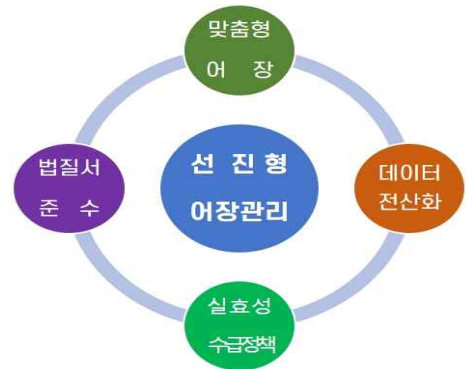 맞춤형
어 장
법질서
준 수
선 진 형
어장관리
데이터
전산화
실효성
수급정책